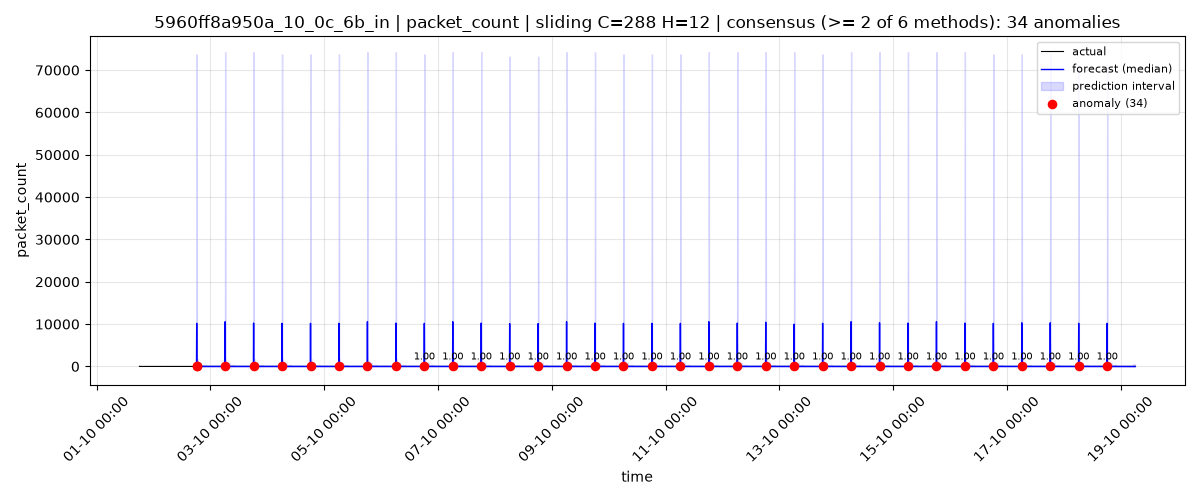 5960ff8a950a_10_0c_6b_in | packet_count | sliding C=288 H=12 | consensus (>= 2 of 6 methods): 34 anomalies
actual
forecast (median)
prediction interval
anomaly (34)
packet_count
70000
60000
50000
40000
30000
20000
10000
0
1.00 1.00 1.00 1.00 1.00 1.00 1.00 1.00 1.00 1.00 1.00 1.00 1.00 1.00 1.00 1.00 1.00 1.00 1.00 1.00 1.00 1.00 1.00 1.00 1.00
01-10 00:00 03-10 00:00 05-10 00:00 07-10 00:00 09-10 00:00 11-10 00:00 13-10 00:00 15-10 00:00 17-10 00:00 19-10 00:00
time